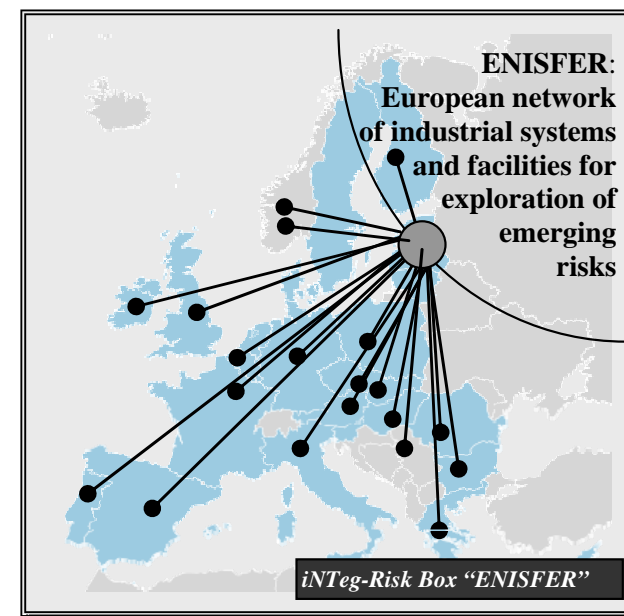 ENISFER:
European network
of industrial systems
and facilities for
exploration of
emerging
risks
iNTeg-Risk Box “ENISFER”